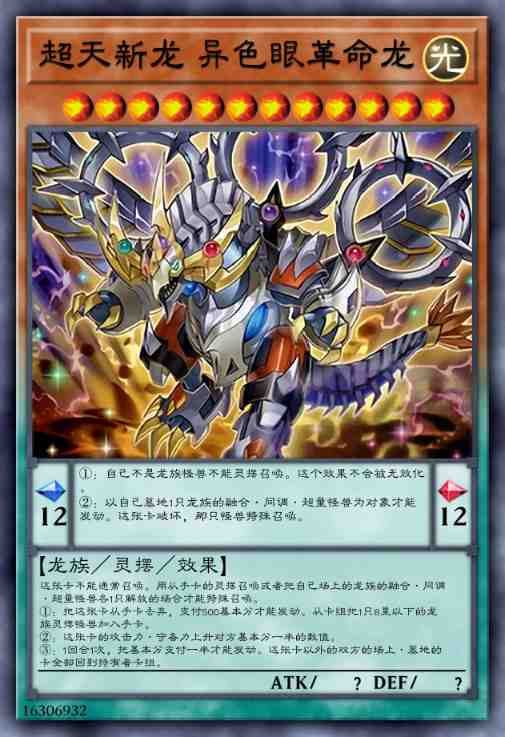 超天新龙 异色眼革命龙
光
①：自己不是龙族怪兽不能灵摆召唤。这个效果不会被无效化
。
②：以自己墓地1只龙族的融合·同调·超量怪兽为对象才能
发动。这张卡破坏，那只怪兽特殊召唤。
12
12
【龙族／灵摆／效果】
这张卡不能通常召唤。用从手卡的灵摆召唤或者把自己场上的龙族的融合·同调
·超量怪兽各1只解放的场合才能特殊召唤。
①：把这张卡从手卡丢弃，支付500基本分才能发动。从卡组把1只8星以下的龙
族灵摆怪兽加入手卡。
②：这张卡的攻击力·守备力上升对方基本分一半的数值。
③：1回合1次，把基本分支付一半才能发动。这张卡以外的双方的场上·墓地的
卡全部回到持有者卡组。
ATK/ ? DEF/ ?
16306932